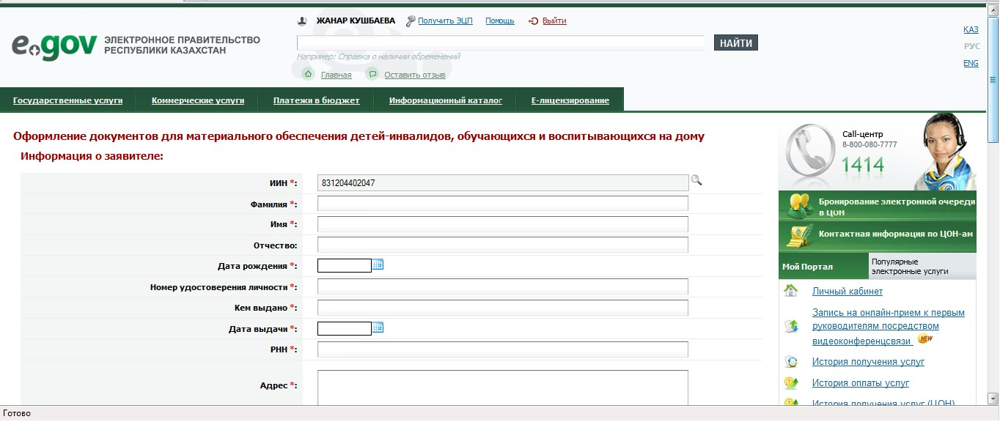 ЖАНАР КУШБАЕВА Получить ЭЦП Помощь Выйти
e.gov ЭЛЕКТРОННОЕ ПРАВИТЕЛЬСТВО
РЕСПУБЛИКИ КАЗАХСТАН
НАЙТИ
Например: Справка о наличии обременений
Главная Оставить отзыв
ҚАЗ
РУС
ENG
Государственные услуги Коммерческие услуги Платежи в бюджет Информационный каталог Е-лицензирование
Оформление документов для материального обеспечения детей-инвалидов, обучающихся и воспитывающихся на дому
Информация о заявителе:
ИИН *: 831204402047
Фамилия *:
Имя *:
Отчество:
Дата рождения *:
Номер удостоверения личности *:
Кем выдано *:
Дата выдачи *:
РНН *:
Адрес *:
Call-центр
8-800-080-7777
1414
Бронирование электронной очереди
в ЦОН
Контактная информация по ЦОН-ам
Мой Портал
Популярные
электронные услуги
Личный кабинет
Запись на онлайн-прием к первым
руководителям посредством
видеоконференцсвязи NEW
История получения услуг
История оплаты услуг
История получения услуг (ЦОН)
Готово